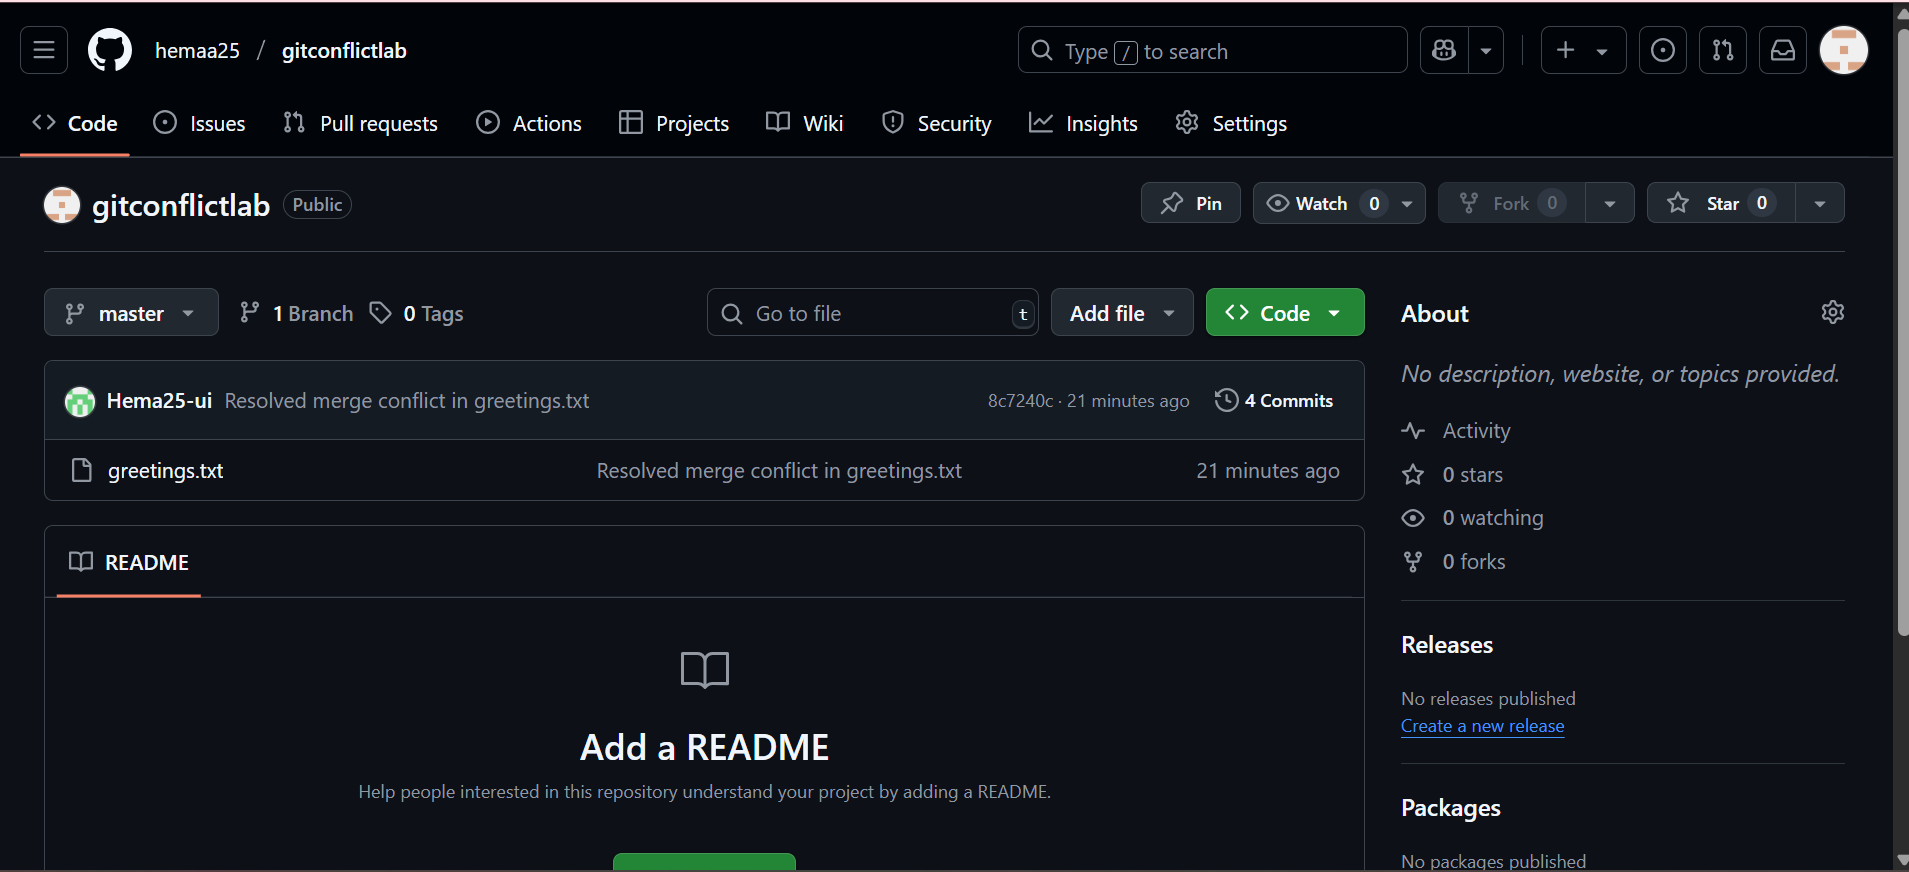 hemaa25 / gitconflictlab
Type / to search
Code Issues Pull requests Actions Projects Wiki Security Insights Settings
gitconflictlab Public
Pin Watch 0 Fork 0 Star 0
master 1 Branch 0 Tags
Go to file t Add file Code
About
No description, website, or topics provided.
Hema25-ui Resolved merge conflict in greetings.txt 8c7240c · 21 minutes ago 4 Commits
greetings.txt Resolved merge conflict in greetings.txt 21 minutes ago
Activity
0 stars
0 watching
0 forks
README
Add a README
Help people interested in this repository understand your project by adding a README.
Releases
No releases published
Create a new release
Packages
No packages published